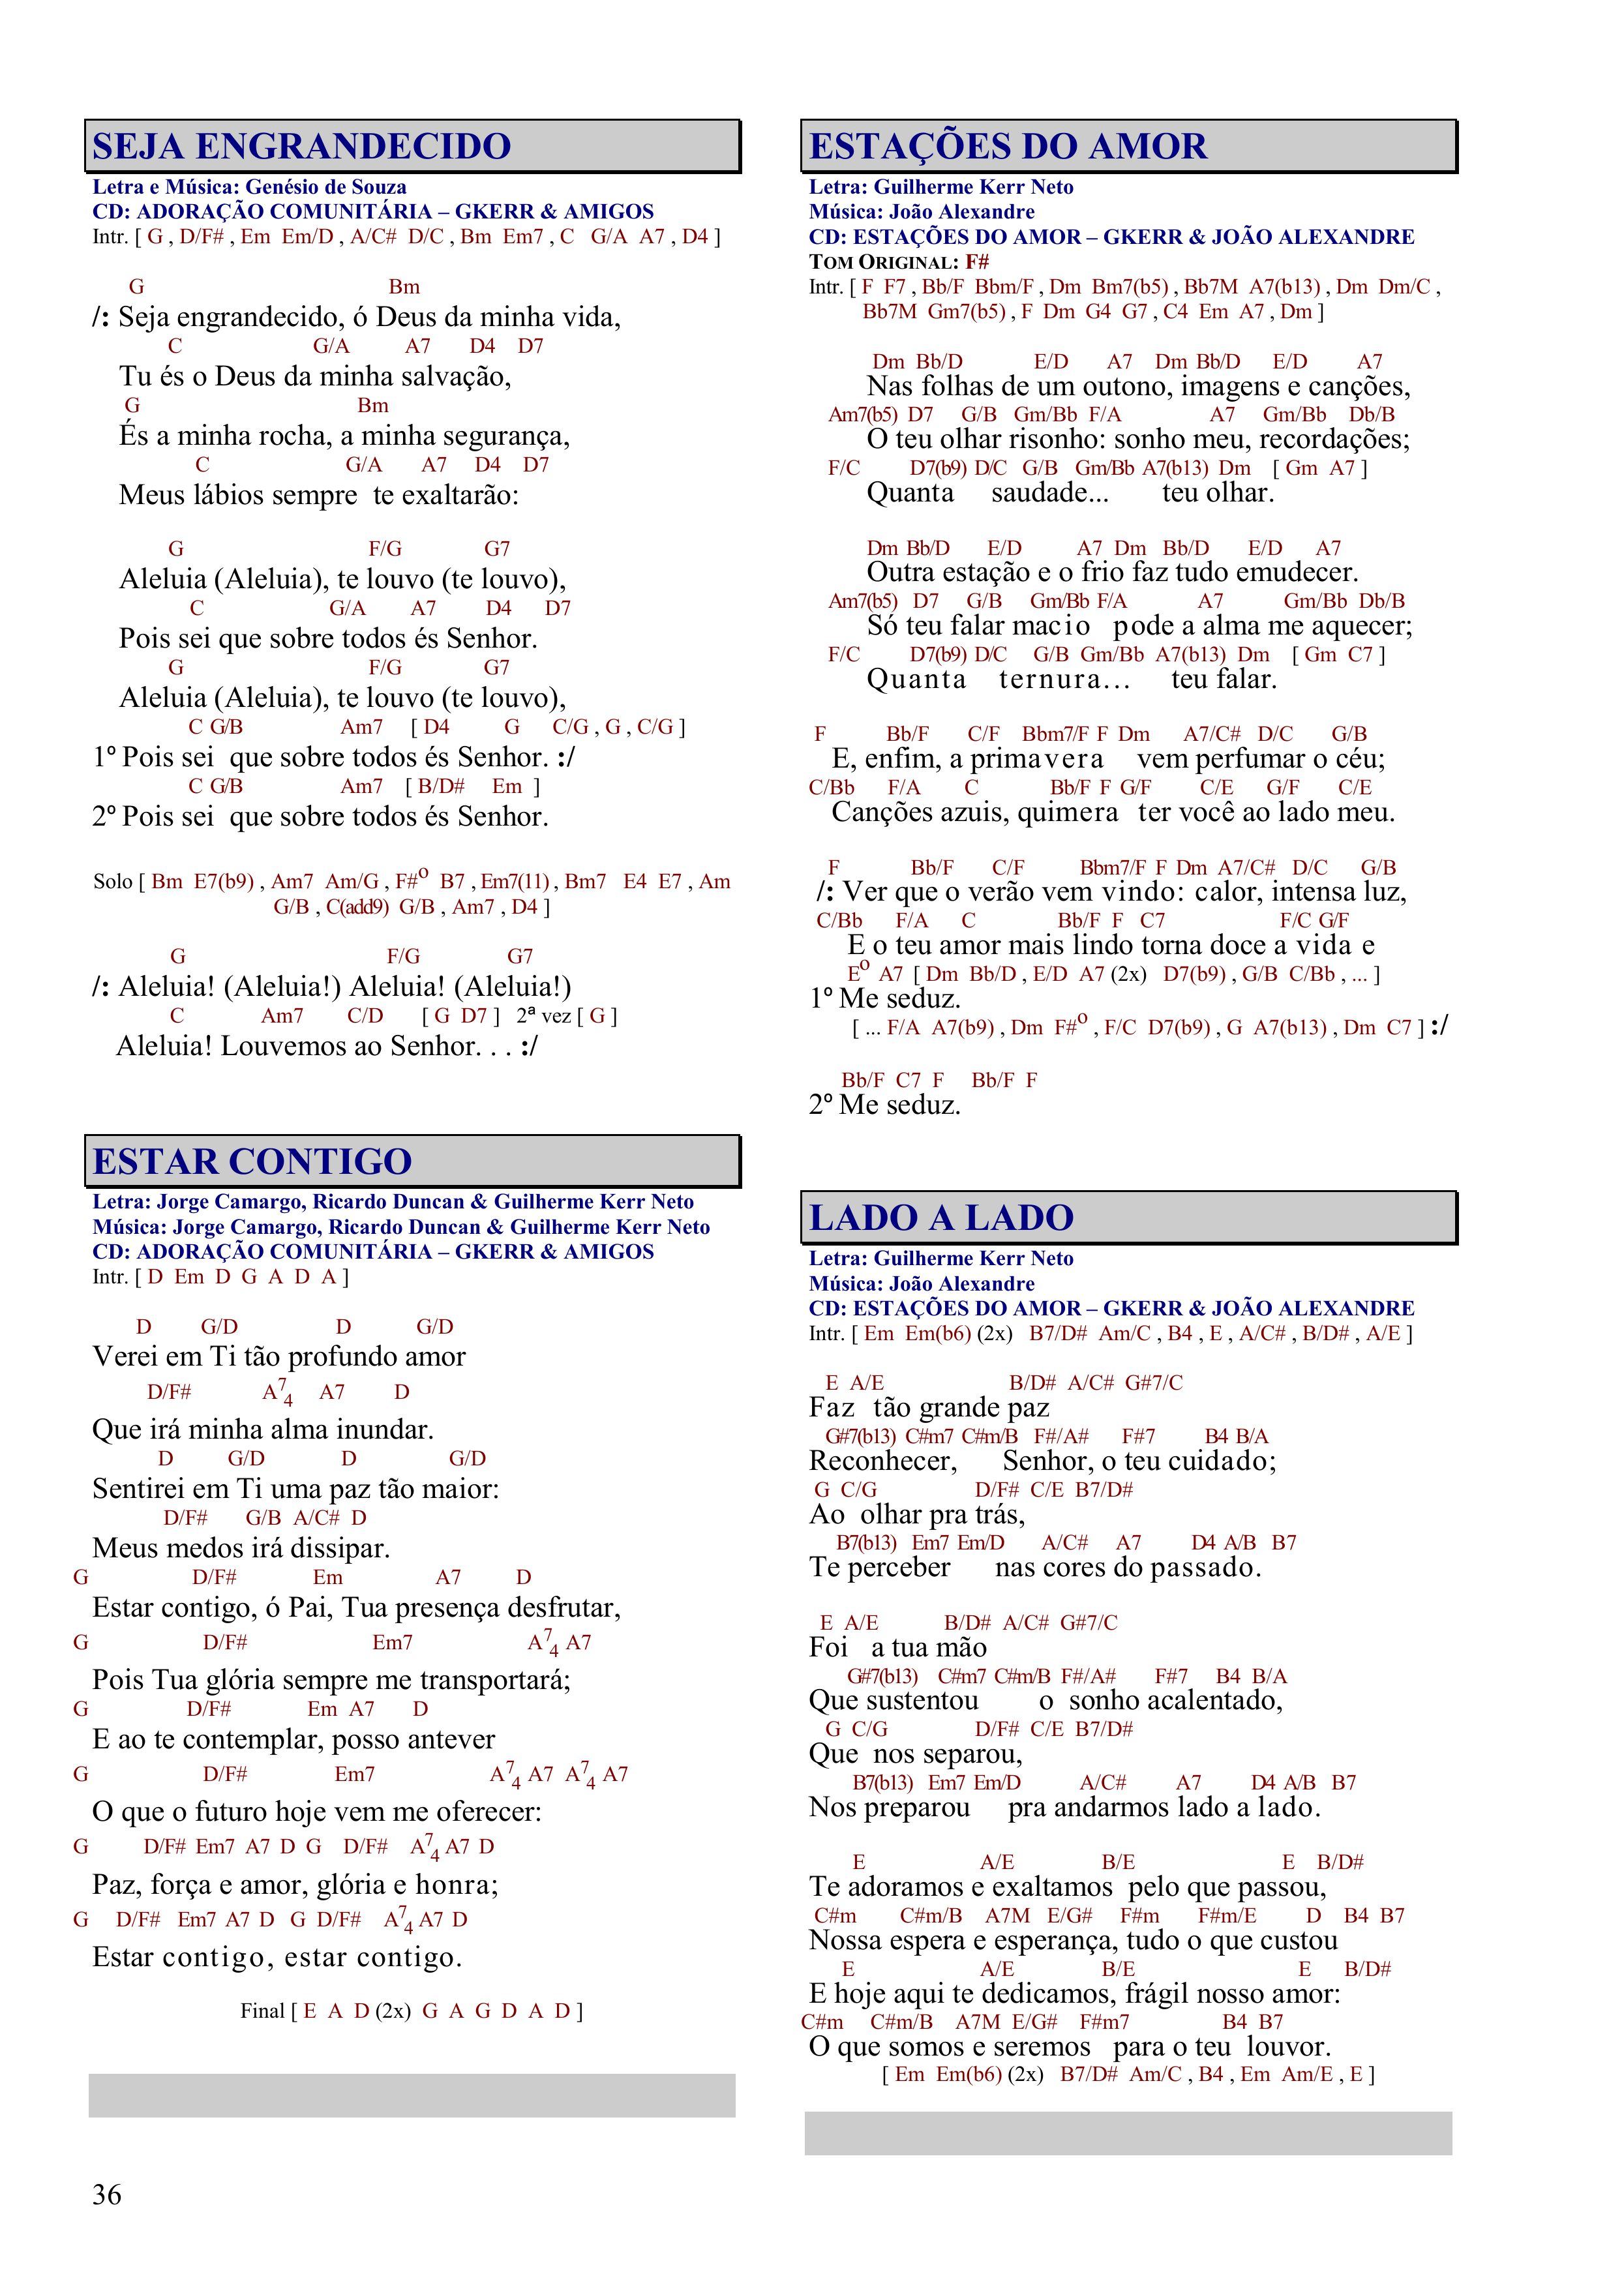 SEJA ENGRANDECIDO
Letra e Música: Genésio de Souza
CD: ADORAÇÃO COMUNITÁRIA – GKERR & AMIGOS
Intr. [ G , D/F# , Em Em/D , A/C# D/C , Bm Em7 , C G/A A7 , D4 ]
G Bm
/: Seja engrandecido, ó Deus da minha vida,
C G/A A7 D4 D7
Tu és o Deus da minha salvação,
G Bm
És a minha rocha, a minha segurança,
C G/A A7 D4 D7
Meus lábios sempre te exaltarão:
G F/G G7
Aleluia (Aleluia), te louvo (te louvo),
C G/A A7 D4 D7
Pois sei que sobre todos és Senhor.
G F/G G7
Aleluia (Aleluia), te louvo (te louvo),
C G/B Am7 [ D4 G C/G , G , C/G ]
1º Pois sei que sobre todos és Senhor. :/
C G/B Am7 [ B/D# Em ]
2º Pois sei que sobre todos és Senhor.
Solo [ Bm E7(b9) , Am7 Am/G , F#º B7 , Em7(11) , Bm7 E4 E7 , Am
G/B , C(add9) G/B , Am7 , D4 ]
G F/G G7
/: Aleluia! (Aleluia!) Aleluia! (Aleluia!)
C Am7 C/D [ G D7 ] 2ª vez [ G ]
Aleluia! Louvemos ao Senhor. . . :/
ESTAR CONTIGO
Letra: Jorge Camargo, Ricardo Duncan & Guilherme Kerr Neto
Música: Jorge Camargo, Ricardo Duncan & Guilherme Kerr Neto
CD: ADORAÇÃO COMUNITÁRIA – GKERR & AMIGOS
Intr. [ D Em D G A D A ]
D G/D D G/D
Verei em Ti tão profundo amor
D/F# A74 A7 D
Que irá minha alma inundar.
D G/D D G/D
Sentirei em Ti uma paz tão maior:
D/F# G/B A/C# D
Meus medos irá dissipar.
G D/F# Em A7 D
Estar contigo, ó Pai, Tua presença desfrutar,
G D/F# Em7 A74 A7
Pois Tua glória sempre me transportará;
G D/F# Em A7 D
E ao te contemplar, posso antever
G D/F# Em7 A74 A7 A74 A7
O que o futuro hoje vem me oferecer:
G D/F# Em7 A7 D G D/F# A74 A7 D
Paz, força e amor, glória e honra;
G D/F# Em7 A7 D G D/F# A74 A7 D
Estar contigo, estar contigo.
Final [ E A D (2x) G A G D A D ]
36
ESTAÇÕES DO AMOR
Letra: Guilherme Kerr Neto
Música: João Alexandre
CD: ESTAÇÕES DO AMOR – GKERR & JOÃO ALEXANDRE
TOM ORIGINAL: F#
Intr. [ F F7 , Bb/F Bbm/F , Dm Bm7(b5) , Bb7M A7(b13) , Dm Dm/C ,
Bb7M Gm7(b5) , F Dm G4 G7 , C4 Em A7 , Dm ]
Dm Bb/D E/D A7 Dm Bb/D E/D A7
Nas folhas de um outono, imagens e canções,
Am7(b5) D7 G/B Gm/Bb F/A A7 Gm/Bb Db/B
O teu olhar risonho: sonho meu, recordações;
F/C D7(b9) D/C G/B Gm/Bb A7(b13) Dm [ Gm A7 ]
Quanta saudade... teu olhar.
Dm Bb/D E/D A7 Dm Bb/D E/D A7
Outra estação e o frio faz tudo emudecer.
Am7(b5) D7 G/B Gm/Bb F/A A7 Gm/Bb Db/B
Só teu falar macio pode a alma me aquecer;
F/C D7(b9) D/C G/B Gm/Bb A7(b13) Dm [ Gm C7 ]
Quanta ternura... teu falar.
F Bb/F C/F Bbm7/F F Dm A7/C# D/C G/B
E, enfim, a primavera vem perfumar o céu;
C/Bb F/A C Bb/F F G/F C/E G/F C/E
Canções azuis, quimera ter você ao lado meu.
F Bb/F C/F Bbm7/F F Dm A7/C# D/C G/B
/: Ver que o verão vem vindo: calor, intensa luz,
C/Bb F/A C Bb/F F C7 F/C G/F
E o teu amor mais lindo torna doce a vida e
Eº A7 [ Dm Bb/D , E/D A7 (2x) D7(b9) , G/B C/Bb , ... ]
1º Me seduz.
[ ... F/A A7(b9) , Dm F#º , F/C D7(b9) , G A7(b13) , Dm C7 ] :/
Bb/F C7 F Bb/F F
2º Me seduz.
LADO A LADO
Letra: Guilherme Kerr Neto
Música: João Alexandre
CD: ESTAÇÕES DO AMOR – GKERR & JOÃO ALEXANDRE
Intr. [ Em Em(b6) (2x) B7/D# Am/C , B4 , E , A/C# , B/D# , A/E ]
E A/E B/D# A/C# G#7/C
Faz tão grande paz
G#7(b13) C#m7 C#m/B F#/A# F#7 B4 B/A
Reconhecer, Senhor, o teu cuidado;
G C/G D/F# C/E B7/D#
Ao olhar pra trás,
B7(b13) Em7 Em/D A/C# A7 D4 A/B B7
Te perceber nas cores do passado.
E A/E B/D# A/C# G#7/C
Foi a tua mão
G#7(b13) C#m7 C#m/B F#/A# F#7 B4 B/A
Que sustentou o sonho acalentado,
G C/G D/F# C/E B7/D#
Que nos separou,
B7(b13) Em7 Em/D A/C# A7 D4 A/B B7
Nos preparou pra andarmos lado a lado.
E A/E B/E E B/D#
Te adoramos e exaltamos pelo que passou,
C#m C#m/B A7M E/G# F#m F#m/E D B4 B7
Nossa espera e esperança, tudo o que custou
E A/E B/E E B/D#
E hoje aqui te dedicamos, frágil nosso amor:
C#m C#m/B A7M E/G# F#m7 B4 B7
O que somos e seremos para o teu louvor.
[ Em Em(b6) (2x) B7/D# Am/C , B4 , Em Am/E , E ]